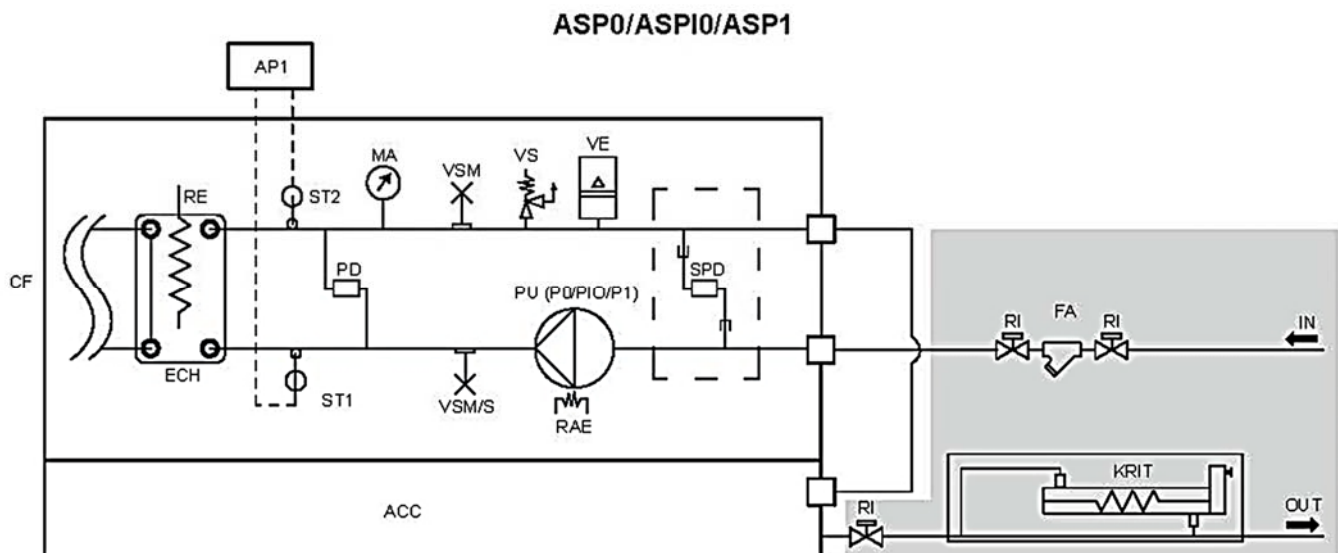 ASP0/ASPI0/ASP1
AP1
MA
VSM
VS
VE
RE
ST2
CF
PD
PU (P0/PIO/P1)
SPD
RI
FA
RI
IN
ECH
ST1
VSM/S
RAE
KRIT
ACC
RI
OUT